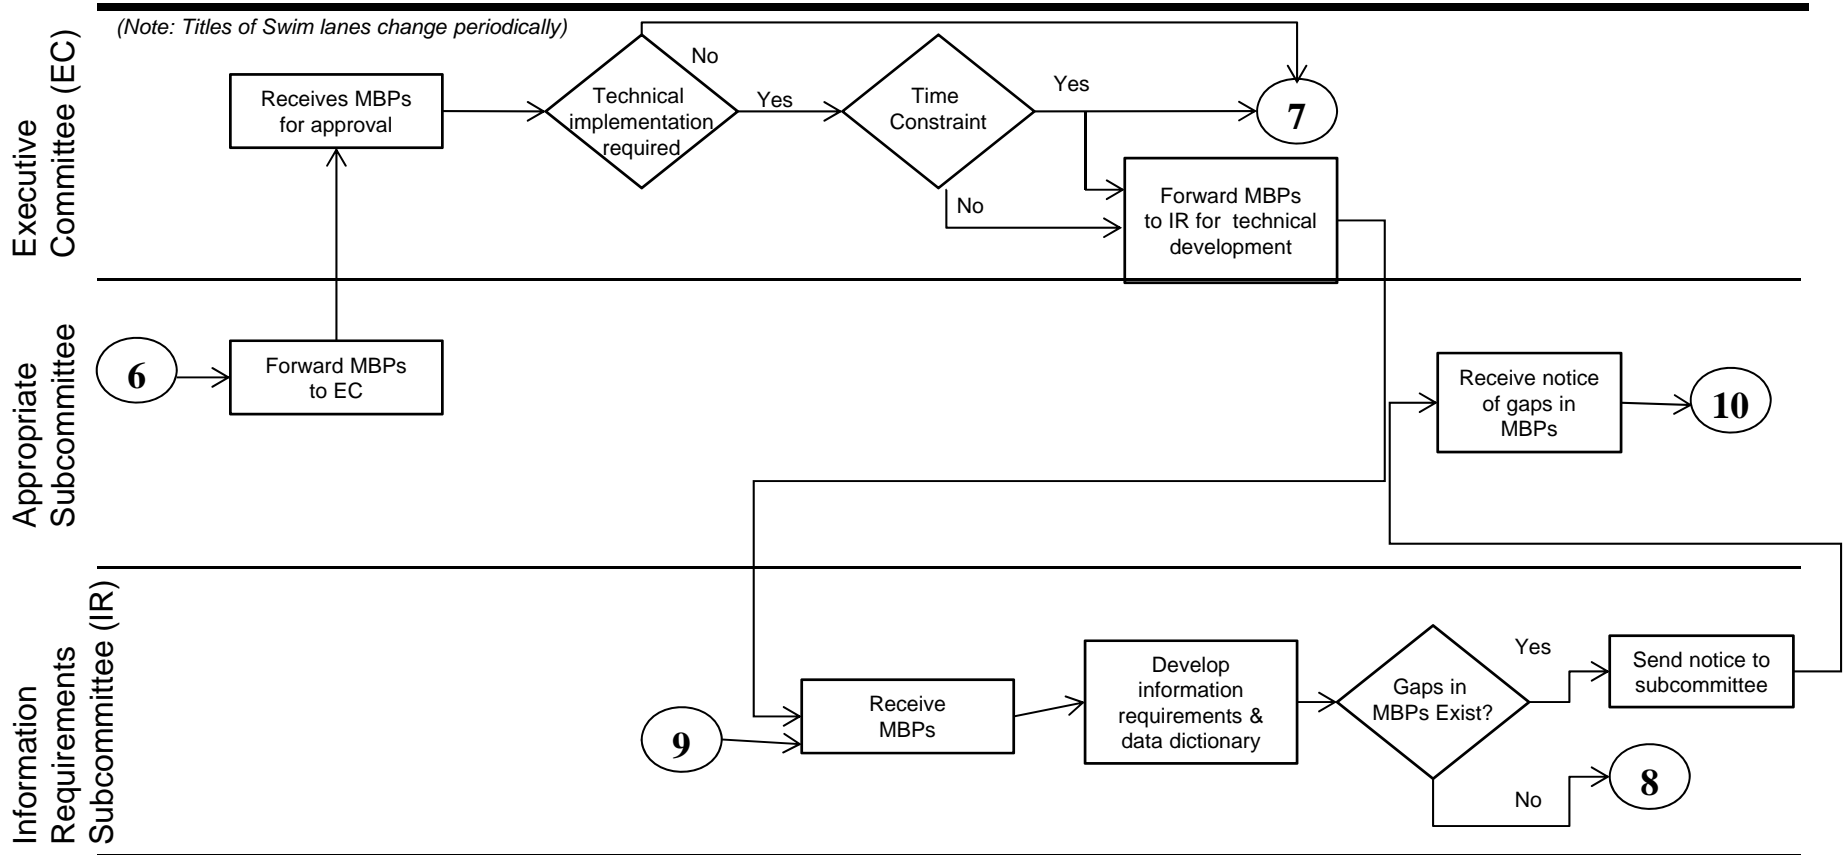 (Note: Titles of Swim lanes change periodically)
Executive
Committee (EC)
Receives MBPs
for approval
Technical
implementation
required
No
Yes
Time
Constraint
Yes
No
7
Forward MBPs
to IR for technical
development
Appropriate
Subcommittee
6
Forward MBPs
to EC
Receive notice
of gaps in
MBPs
10
Information
Requirements
Subcommittee (IR)
9
Receive
MBPs
Develop
information
requirements &
data dictionary
Gaps in
MBPs Exist?
Yes
No
Send notice to
subcommittee
8